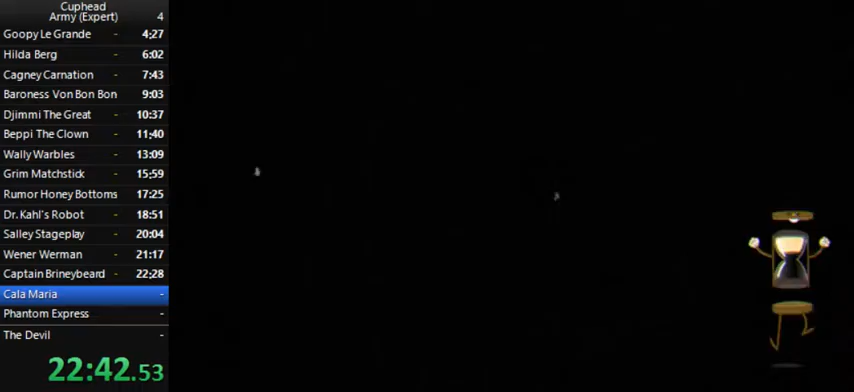 Cuphead
Army (Expert) 4
Goopy Le Grande - 4;27
Hilda Berg - 6:02
Cagney Carnation - 7:43
Baroness Von Bon Bon 9:03
Djimmi The Great - 10:37
Beppi The Clown - 11;40
Wally Warbles - 13:09
Grim Matchstick - 15;59
Rumor Honey Bottoms - 17:25
Dr. Kahl's Robot - 18;51
Salley Stageplay - 20:04
Wener Werman - 21:17
Captain Brineybeard - 22;28
Cala Maria -
Phantom Express -
The Devil -
22:42.53